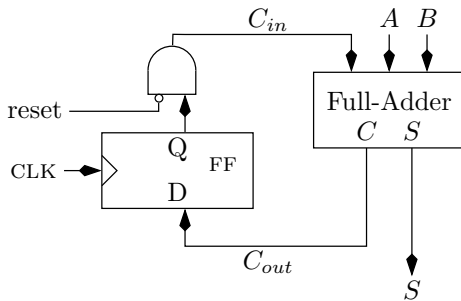 C_in
A B
reset
Full-Adder
C S
Q
FF
CLK
D
C_out
S